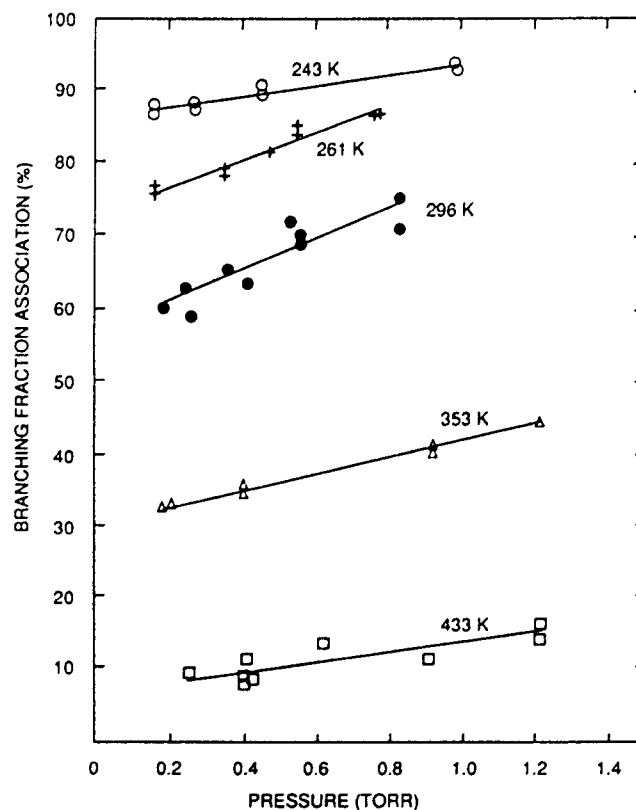 100
90
80
70
60
50
40
30
20
10
BRANCHING FRACTION ASSOCIATION (%)
243 K
261 K
296 K
353 K
433 K
0
0.2
0.4
0.6
0.8
1.0
1.2
1.4
PRESSURE (TORR)